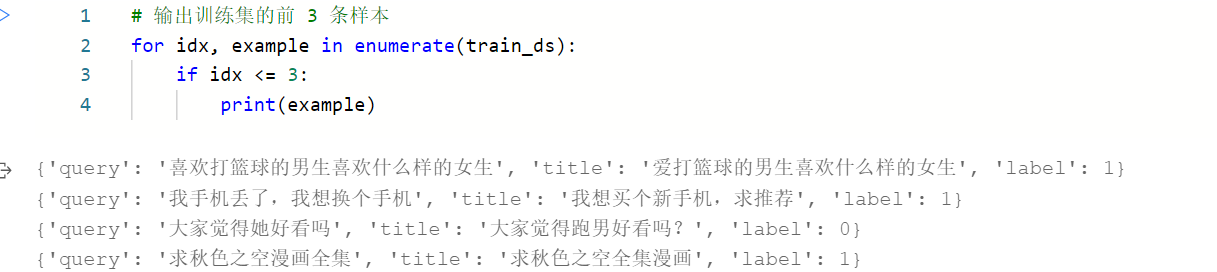 1 # 输出训练集的前 3 条样本
2 for idx, example in enumerate(train_ds):
3 if idx <= 3:
4 print(example)
{'query': '喜欢打篮球的男生喜欢什么样的女生', 'title': '爱打篮球的男生喜欢什么样的女生', 'label': 1}
{'query': '我手机丢了，我想换个手机', 'title': '我想买个新手机，求推荐', 'label': 1}
{'query': '大家觉得她好看吗', 'title': '大家觉得跑男好看吗？', 'label': 0}
{'query': '求秋色之空漫画全集', 'title': '求秋色之空全集漫画', 'label': 1}